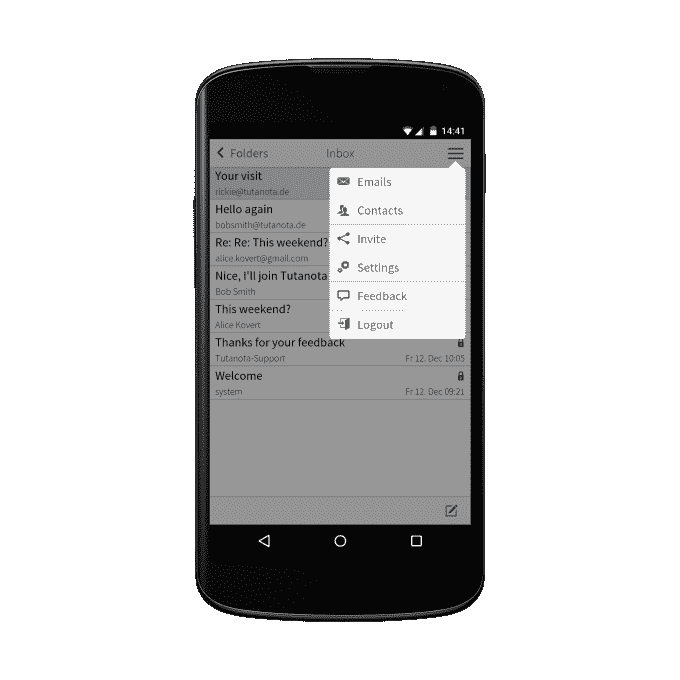 14:41
Folders
Inbox
Your visit
rickie@tutanota.de
Hello again
bobsmith@tutanota.de
Re: Re: This weekend?
alice.kovert@gmail.com
Nice, I'll join Tutanota
Bob Smith
This weekend?
Alice Kovert
Thanks for your feedback
Tutanota-Support
Fr 12. Dec 10:05
Welcome
system
Fr 12. Dec 09:21
Emails
Contacts
Invite
Settings
Feedback
Logout